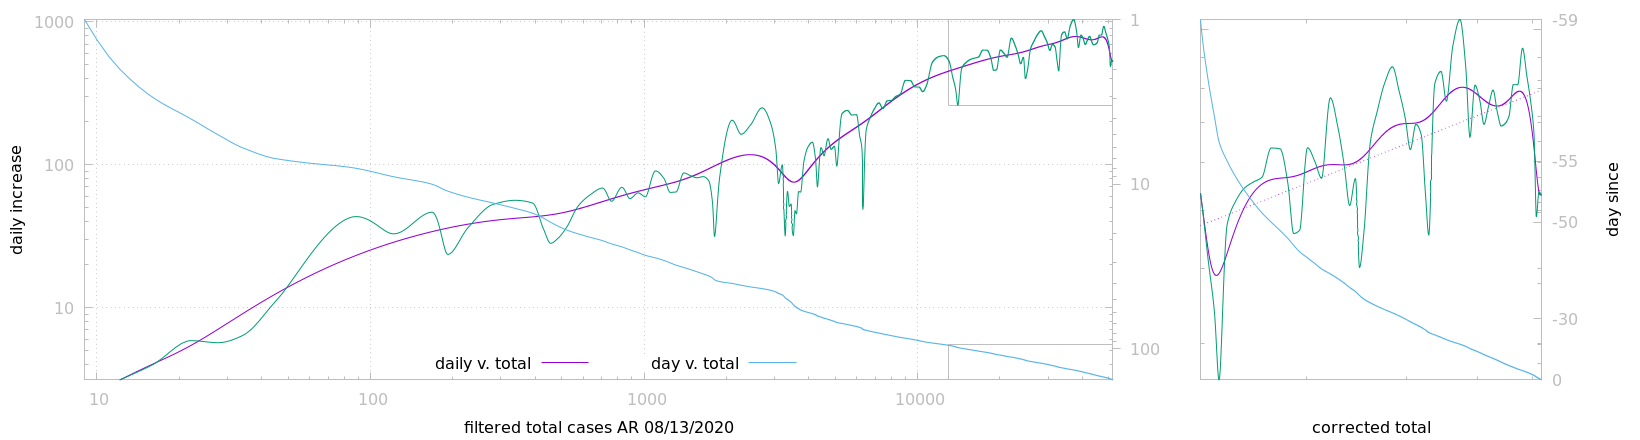 1000
100
10
daily increase
10
100
1000
10000
filtered total cases AR 08/13/2020
daily v. total
day v. total
1
10
100
-59
-55
-50
-30
0
day since
corrected total